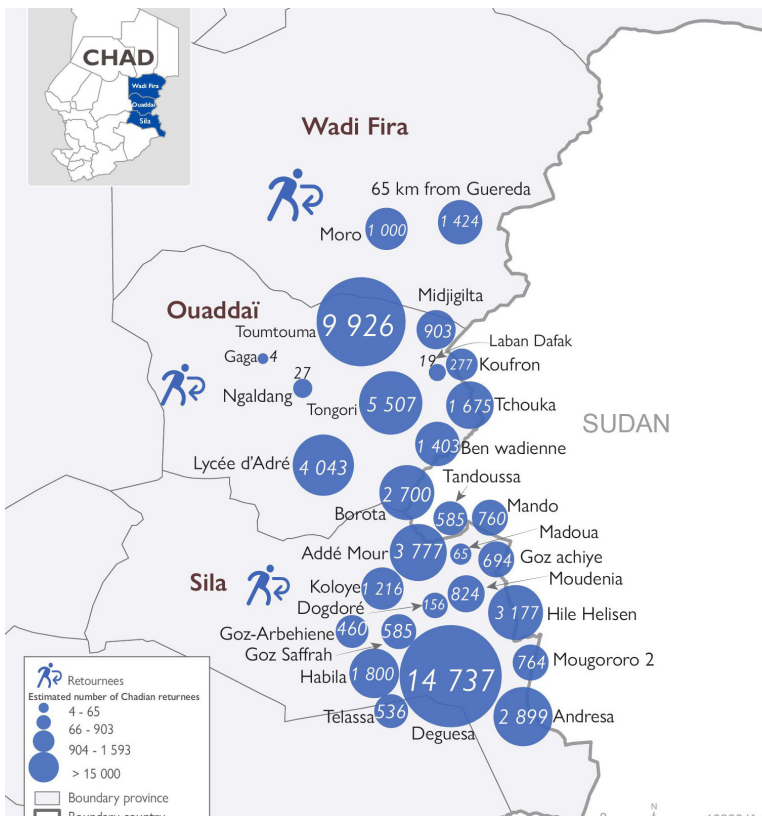 CHAD
Wadi Fira
Ouaddaï
Sila
Wadi Fira
65 km from Guereda
1 424
Moro
1 000
Ouaddaï
Midjigilta
903
Toumtouma
9 926
Laban Dafak
19
Gaga
4
277
Koufron
27
Ngaldang
Tongori
5 507
1 675
Tchouka
SUDAN
1 403
Ben wadienne
Lycée d'Adré
4 043
Tandoussa
2 700
Borota
585
760
Mando
Madoua
Addé Mour
3 777
65
694
Goz achiye
Sila
Moudenia
Koloye
1 216
824
Dogdoré
156
3 177
Hile Helisen
Goz-Arbehiene
460
585
Goz Saffrah
764
Mougororo 2
Habila
1 800
14 737
Telassa
536
Deguesa
2 899
Andresa
Retournees
Estimated number of Chadian returnees
4 - 65
66 - 903
904 - 1 593
> 15 000
Boundary province
N